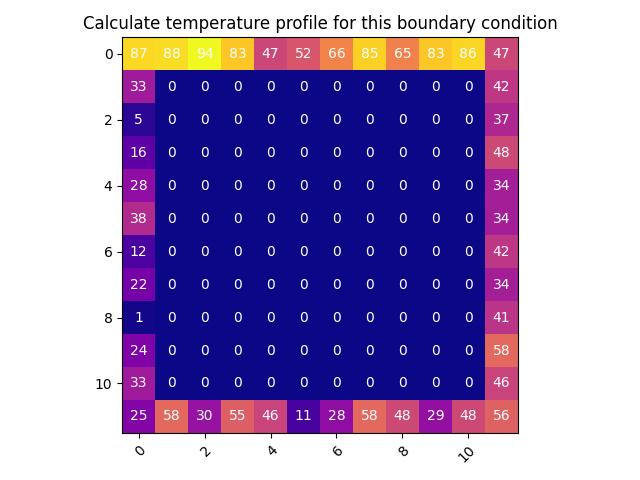 Calculate temperature profile for this boundary condition
0 87 88 94 83 47 52 66 85 65 83 86 47
33 0 0 0 0 0 0 0 0 0 0 42
2 5 0 0 0 0 0 0 0 0 0 0 37
16 0 0 0 0 0 0 0 0 0 0 48
4 28 0 0 0 0 0 0 0 0 0 0 34
38 0 0 0 0 0 0 0 0 0 0 34
6 12 0 0 0 0 0 0 0 0 0 0 42
22 0 0 0 0 0 0 0 0 0 0 34
8 1 0 0 0 0 0 0 0 0 0 0 41
24 0 0 0 0 0 0 0 0 0 0 58
10 33 0 0 0 0 0 0 0 0 0 0 46
25 58 30 55 46 11 28 58 48 29 48 56
0 2 4 6 8 10